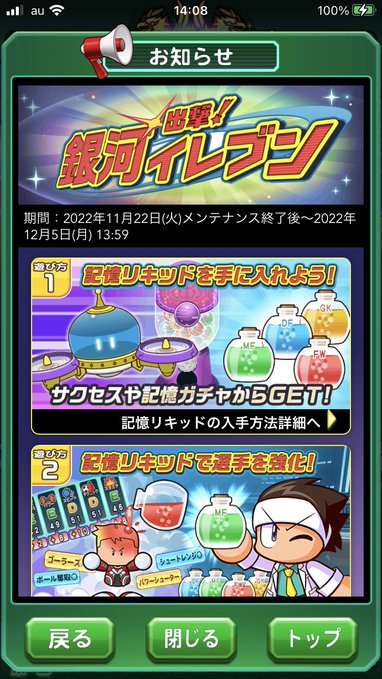 au 14:08 100%
お知らせ
出撃!
銀河イレブン
期間：2022年11月22日(火)メンテナンス終了後～2022年
12月5日(月) 13:59
遊び方
1
記憶リキッドを手に入れよう!
GK
DF
MF
FW
サクセスや記憶ガチャからGET!
記憶リキッドの入手方法詳細へ
遊び方
2
記憶リキッドで選手を強化!
E D D E
49 51 51 46
MF
ゴーラーズ
シュートレンジ○
ボール奪取○
パワーシューター
戻る
閉じる
トップ